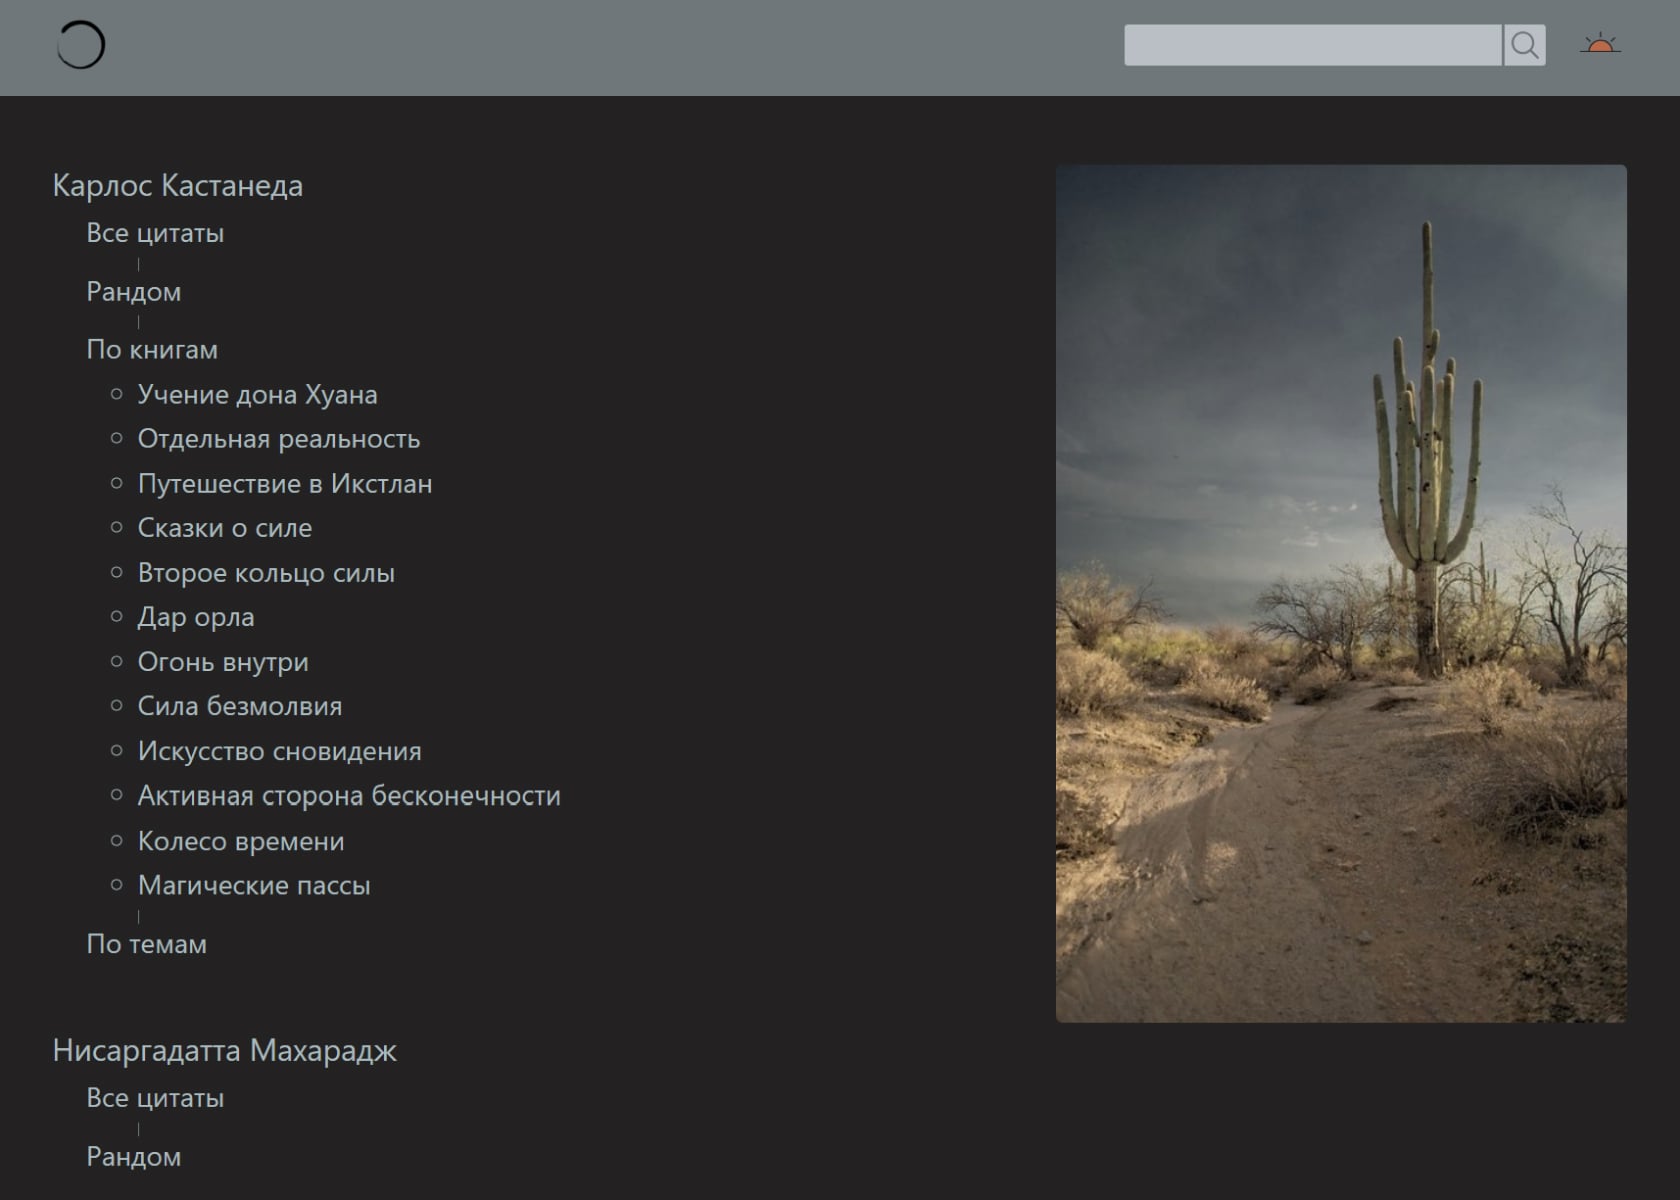 Карлос Кастанеда
Все цитаты
Рандом
По книгам
Учение дона Хуана
Отдельная реальность
Путешествие в Икстлан
Сказки о силе
Второе кольцо силы
Дар орла
Огонь внутри
Сила безмолвия
Искусство сновидения
Активная сторона бесконечности
Колесо времени
Магические пассы
По темам
Нисаргадатта Махарадж
Все цитаты
Рандом